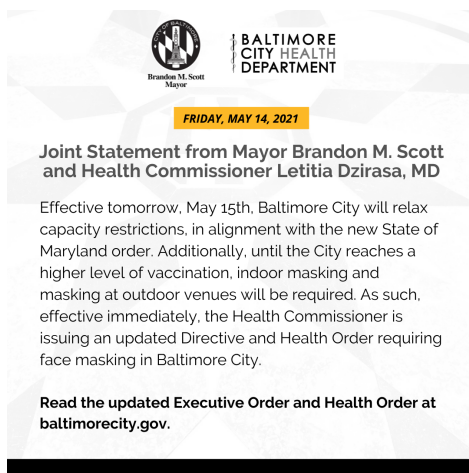 CITY OF BALTIMORE
Brandon M. Scott
Mayor
BALTIMORE
CITY HEALTH
DEPARTMENT
FRIDAY, MAY 14, 2021
Joint Statement from Mayor Brandon M. Scott
and Health Commissioner Letitia Dzirasa, MD
Effective tomorrow, May 15th, Baltimore City will relax
capacity restrictions, in alignment with the new State of
Maryland order. Additionally, until the City reaches a
higher level of vaccination, indoor masking and
masking at outdoor venues will be required. As such,
effective immediately, the Health Commissioner is
issuing an updated Directive and Health Order requiring
face masking in Baltimore City.
Read the updated Executive Order and Health Order at
baltimorecity.gov.